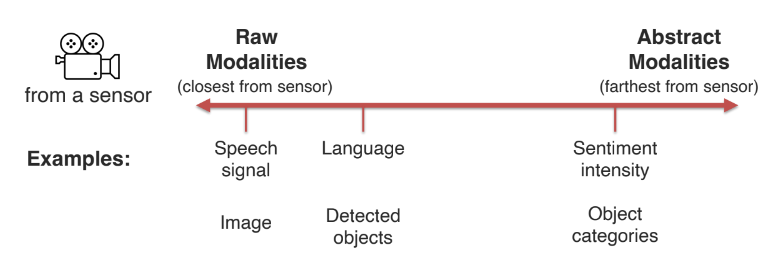 Raw
Modalities
(closest from sensor)
Abstract
Modalities
(farthest from sensor)
from a sensor
Examples:
Speech
signal
Language
Sentiment
intensity
Image
Detected
objects
Object
categories